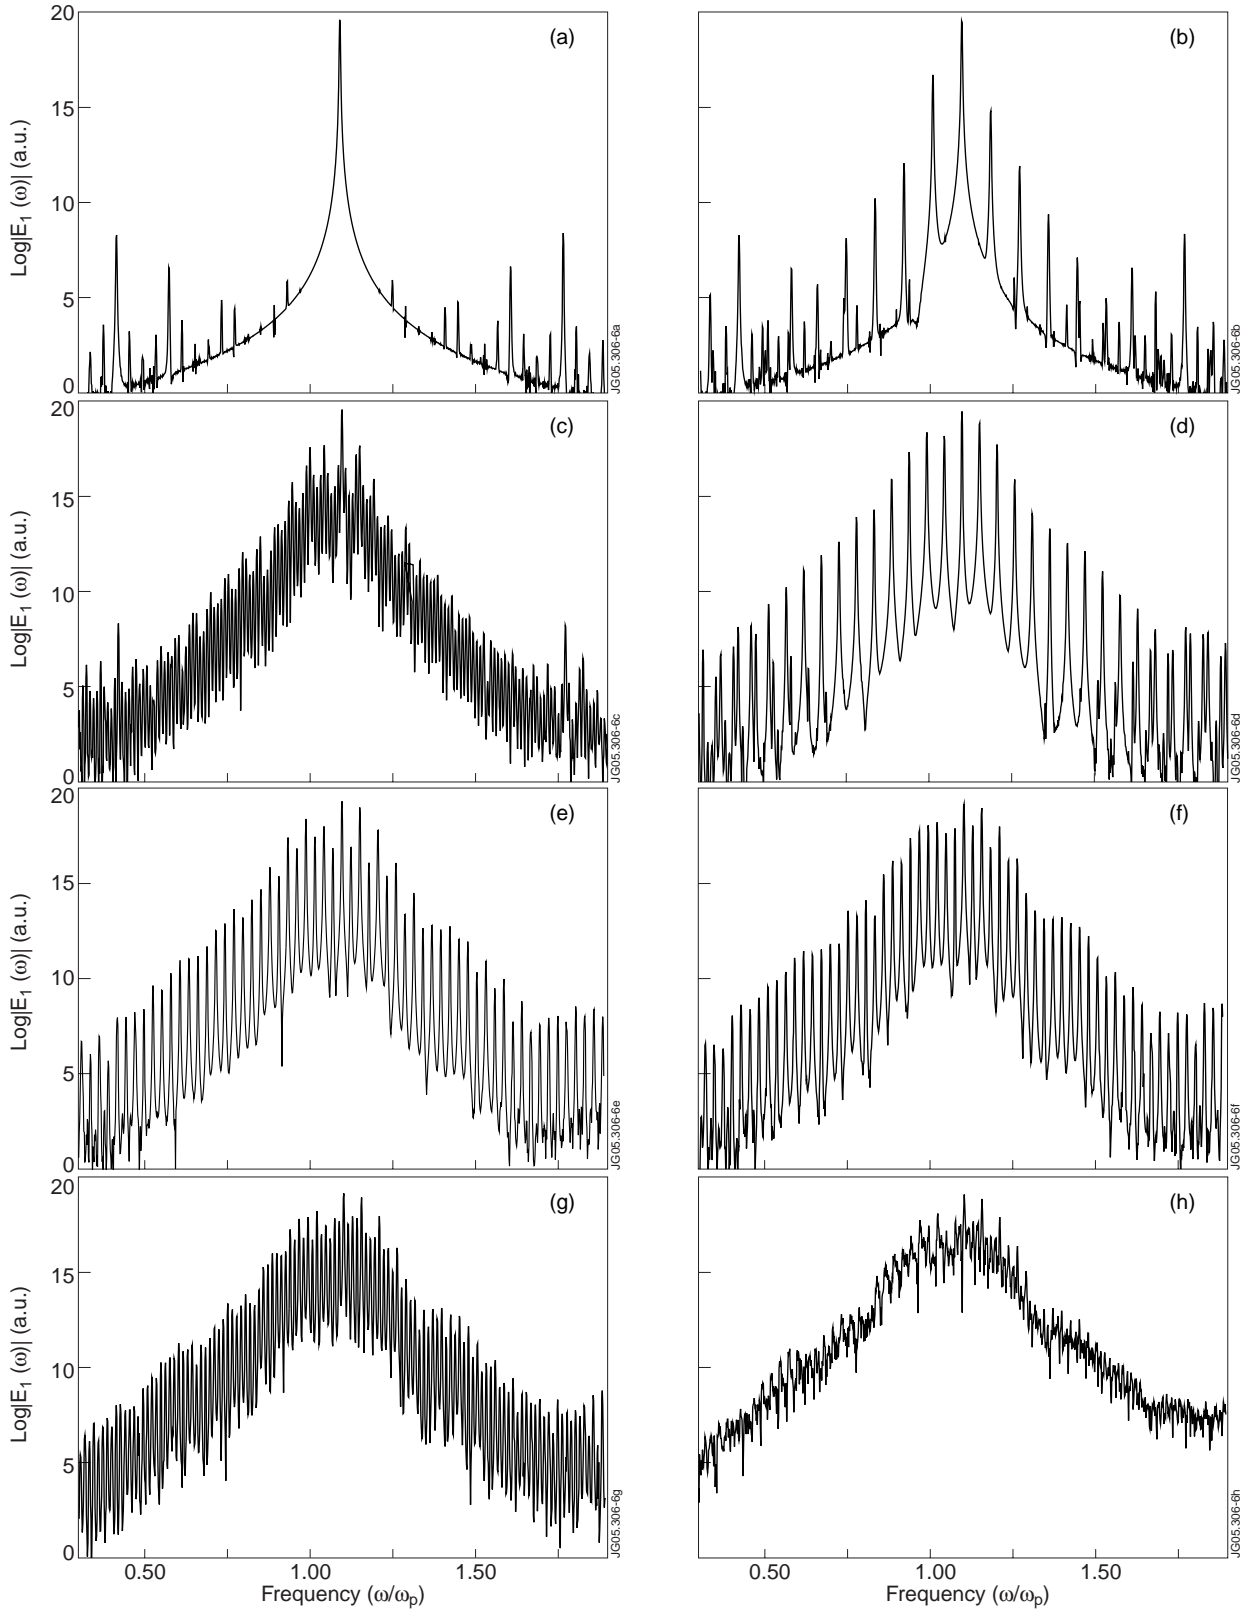 20
(a)
(b)
15
10
5
0
Log|E1 (ω)| (a.u.)
JG05.306-6a
JG05.306-6b
20
(c)
(d)
15
10
5
0
Log|E1 (ω)| (a.u.)
JG05.306-6c
JG05.306-6d
20
(e)
(f)
15
10
5
0
Log|E1 (ω)| (a.u.)
JG05.306-6e
JG05.306-6f
20
(g)
(h)
15
10
5
0
Log|E1 (ω)| (a.u.)
JG05.306-6g
JG05.306-6h
0.50 1.00 1.50
0.50 1.00 1.50
Frequency (ω/ωp)
Frequency (ω/ωp)